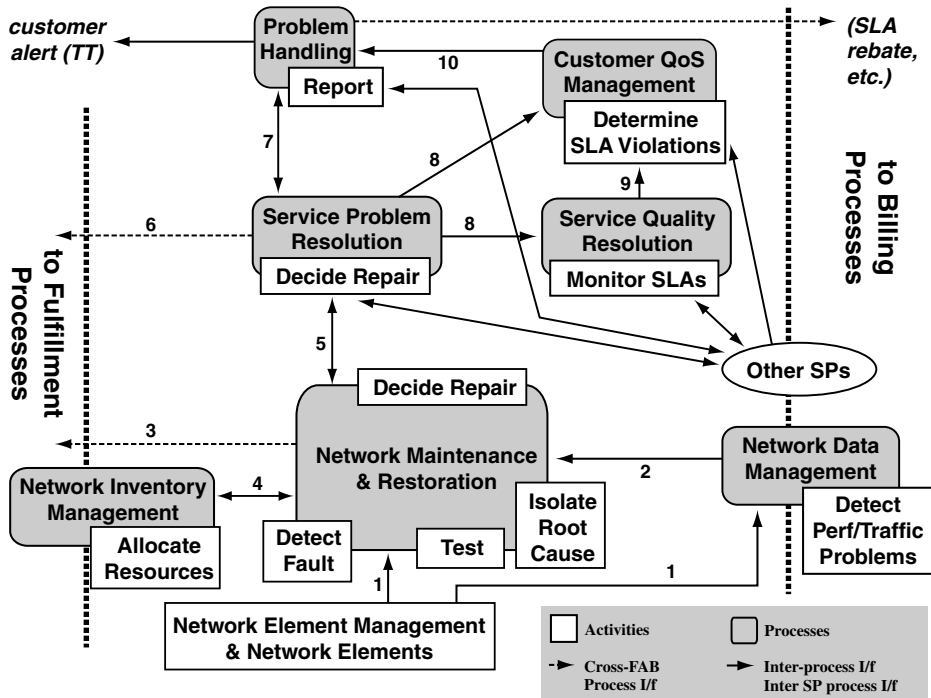 customer
alert (TT)
Problem
Handling
Report
10
Customer QoS
Management
Determine
SLA Violations
(SLA
rebate,
etc.)
7
8
9
to Billing
Processes
6
Service Problem
Resolution
Decide Repair
8
Service Quality
Resolution
Monitor SLAs
to Fulfillment
Processes
5
Other SPs
Decide Repair
3
Network Maintenance
& Restoration
2
Network Data
Management
Network Inventory
Management
4
Isolate
Root
Cause
Detect
Perf/Traffic
Problems
Allocate
Resources
Detect
Fault
Test
1
1
Network Element Management
& Network Elements
Activities
Processes
Cross-FAB
Process I/f
Inter-process I/f
Inter SP process I/f